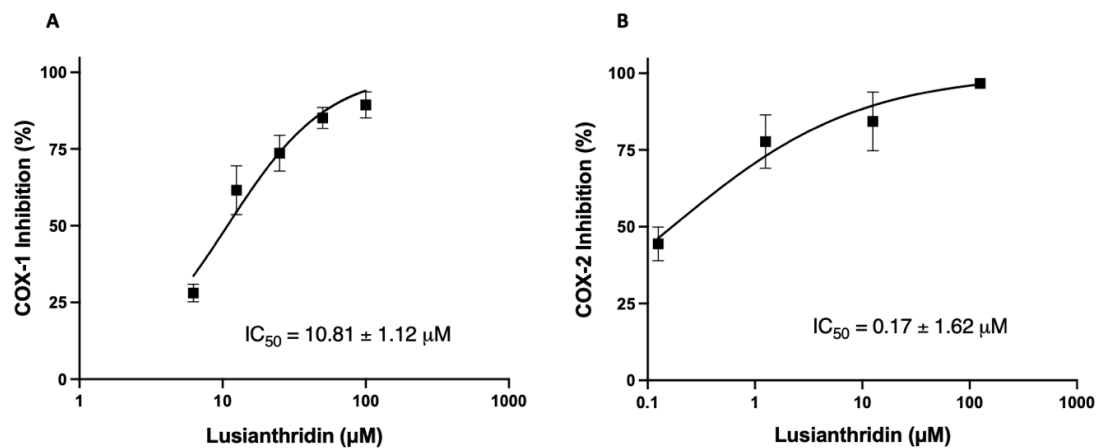 A
COX-1 Inhibition (%)
100
75
50
25
0
IC50 = 10.81 ± 1.12 μM
1 10 100 1000
Lusianthridin (μM)
B
COX-2 Inhibition (%)
100
75
50
25
0
IC50 = 0.17 ± 1.62 μM
0.1 1 10 100 1000
Lusianthridin (μM)